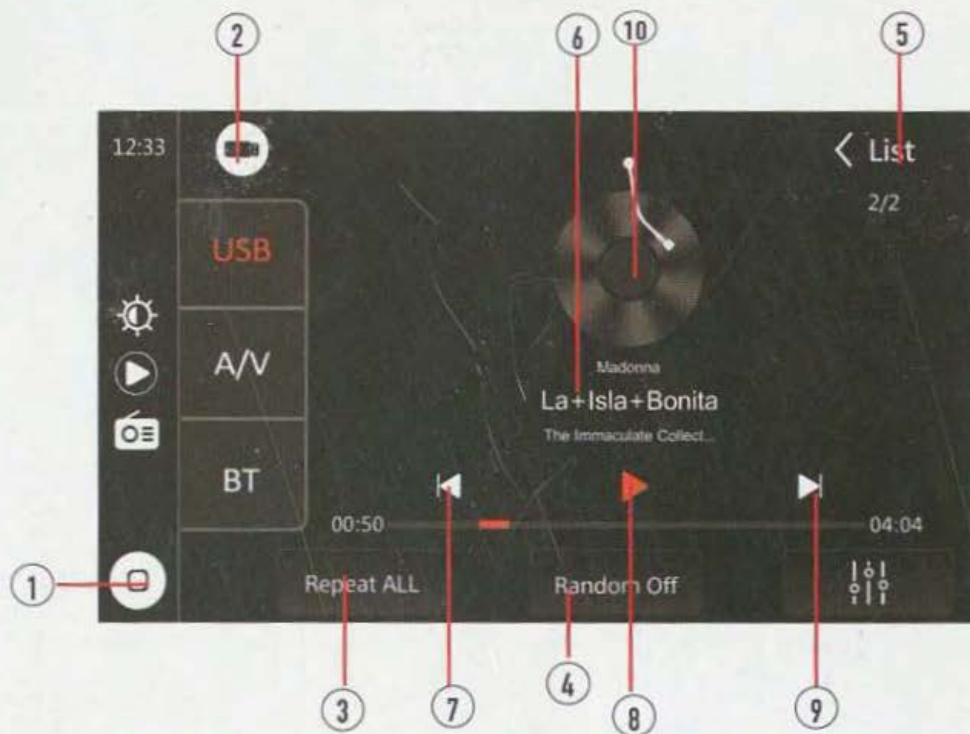 2 6 10 5
12:33 < List
2/2
USB
Madonna
A/V
La+Isla+Bonita
The Immaculate Collect...
BT
00:50 04:04
1
Repeat ALL Random Off
3 7 4 8 9